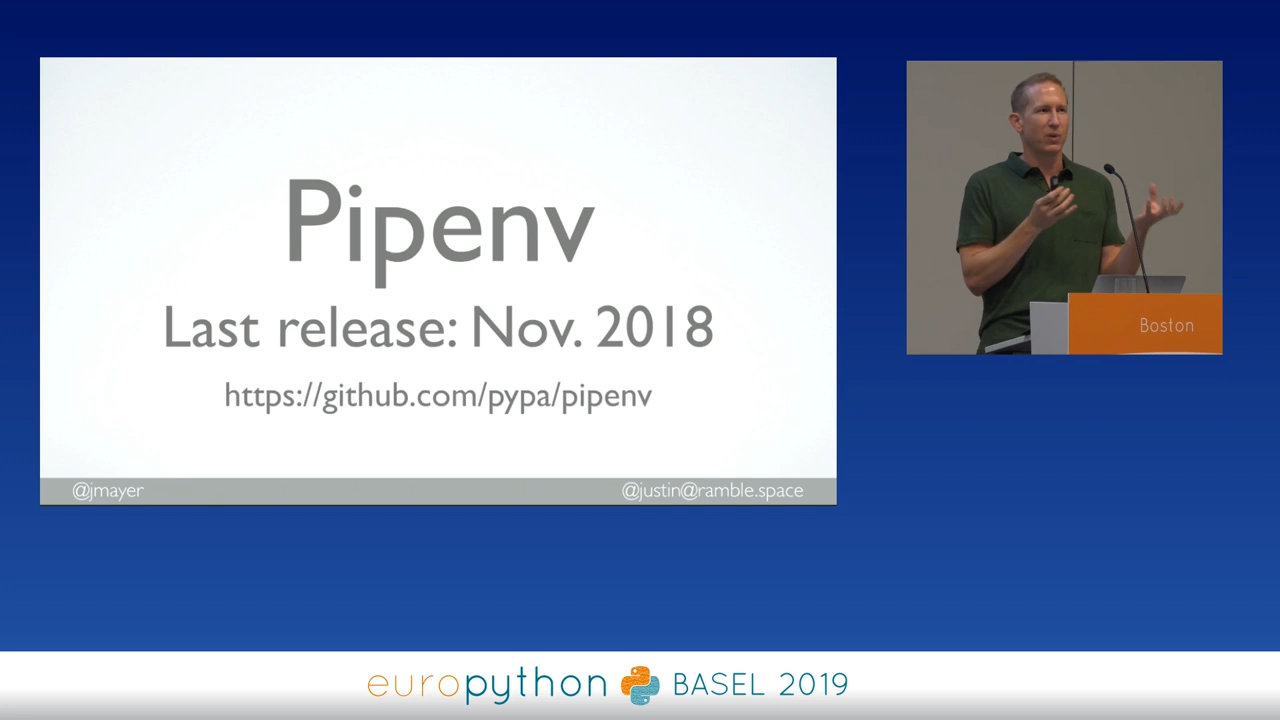 Pipenv
Last release: Nov. 2018
https://github.com/pypa/pipenv
@jmayer
@justin@ramble.space
Boston
europython BASEL 2019